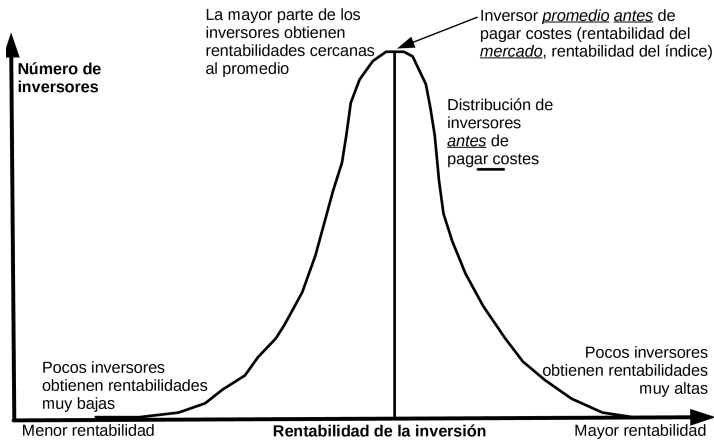 La mayor parte de los
inversores obtienen
rentabilidades cercanas
al promedio
Inversor promedio antes de
pagar costes (rentabilidad del
mercado, rentabilidad del índice)
Número de
inversores
Distribución de
inversores
antes de
pagar costes
Pocos inversores
obtienen rentabilidades
muy bajas
Pocos inversores
obtienen rentabilidades
muy altas
Menor rentabilidad
Rentabilidad de la inversión
Mayor rentabilidad